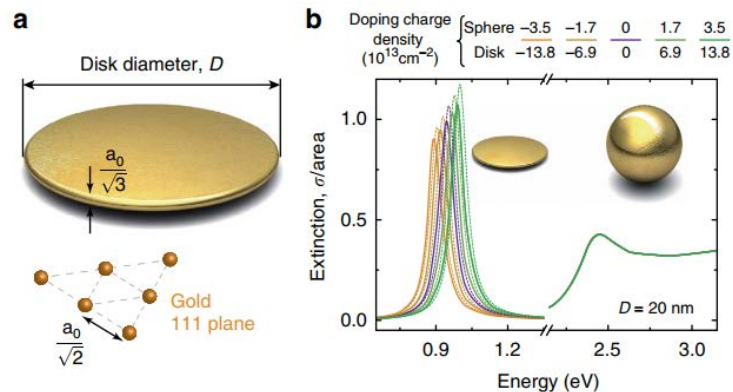 a
Disk diameter, D
a₀
√3
Gold
111 plane
a₀
√2
b
Doping charge density (10¹³cm⁻²)
Sphere –3.5 –1.7 0 1.7 3.5
Disk –13.8 –6.9 0 6.9 13.8
Extinction, σ/area
1.0
0.5
0.0
D = 20 nm
0.9 1.2 2.5 3.0
Energy (eV)